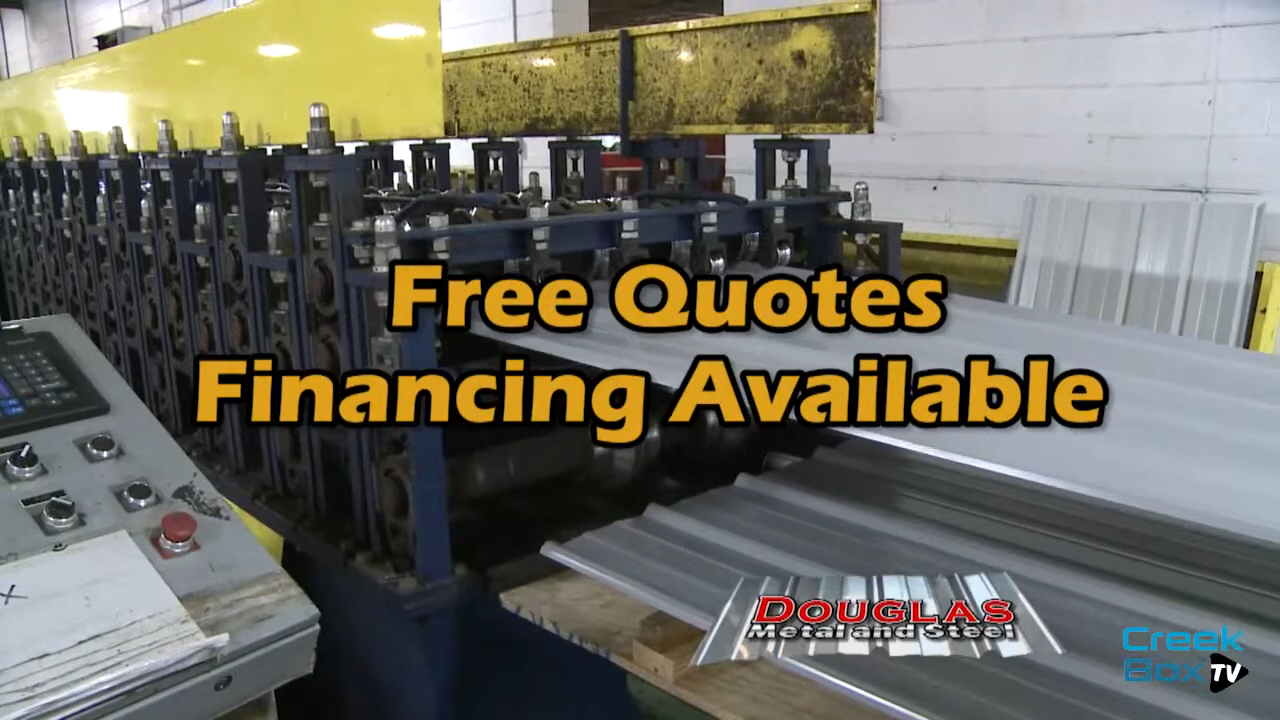 Free Quotes
Financing Available
DOUGLAS
Metal and Steel
Creek
Box TV
X